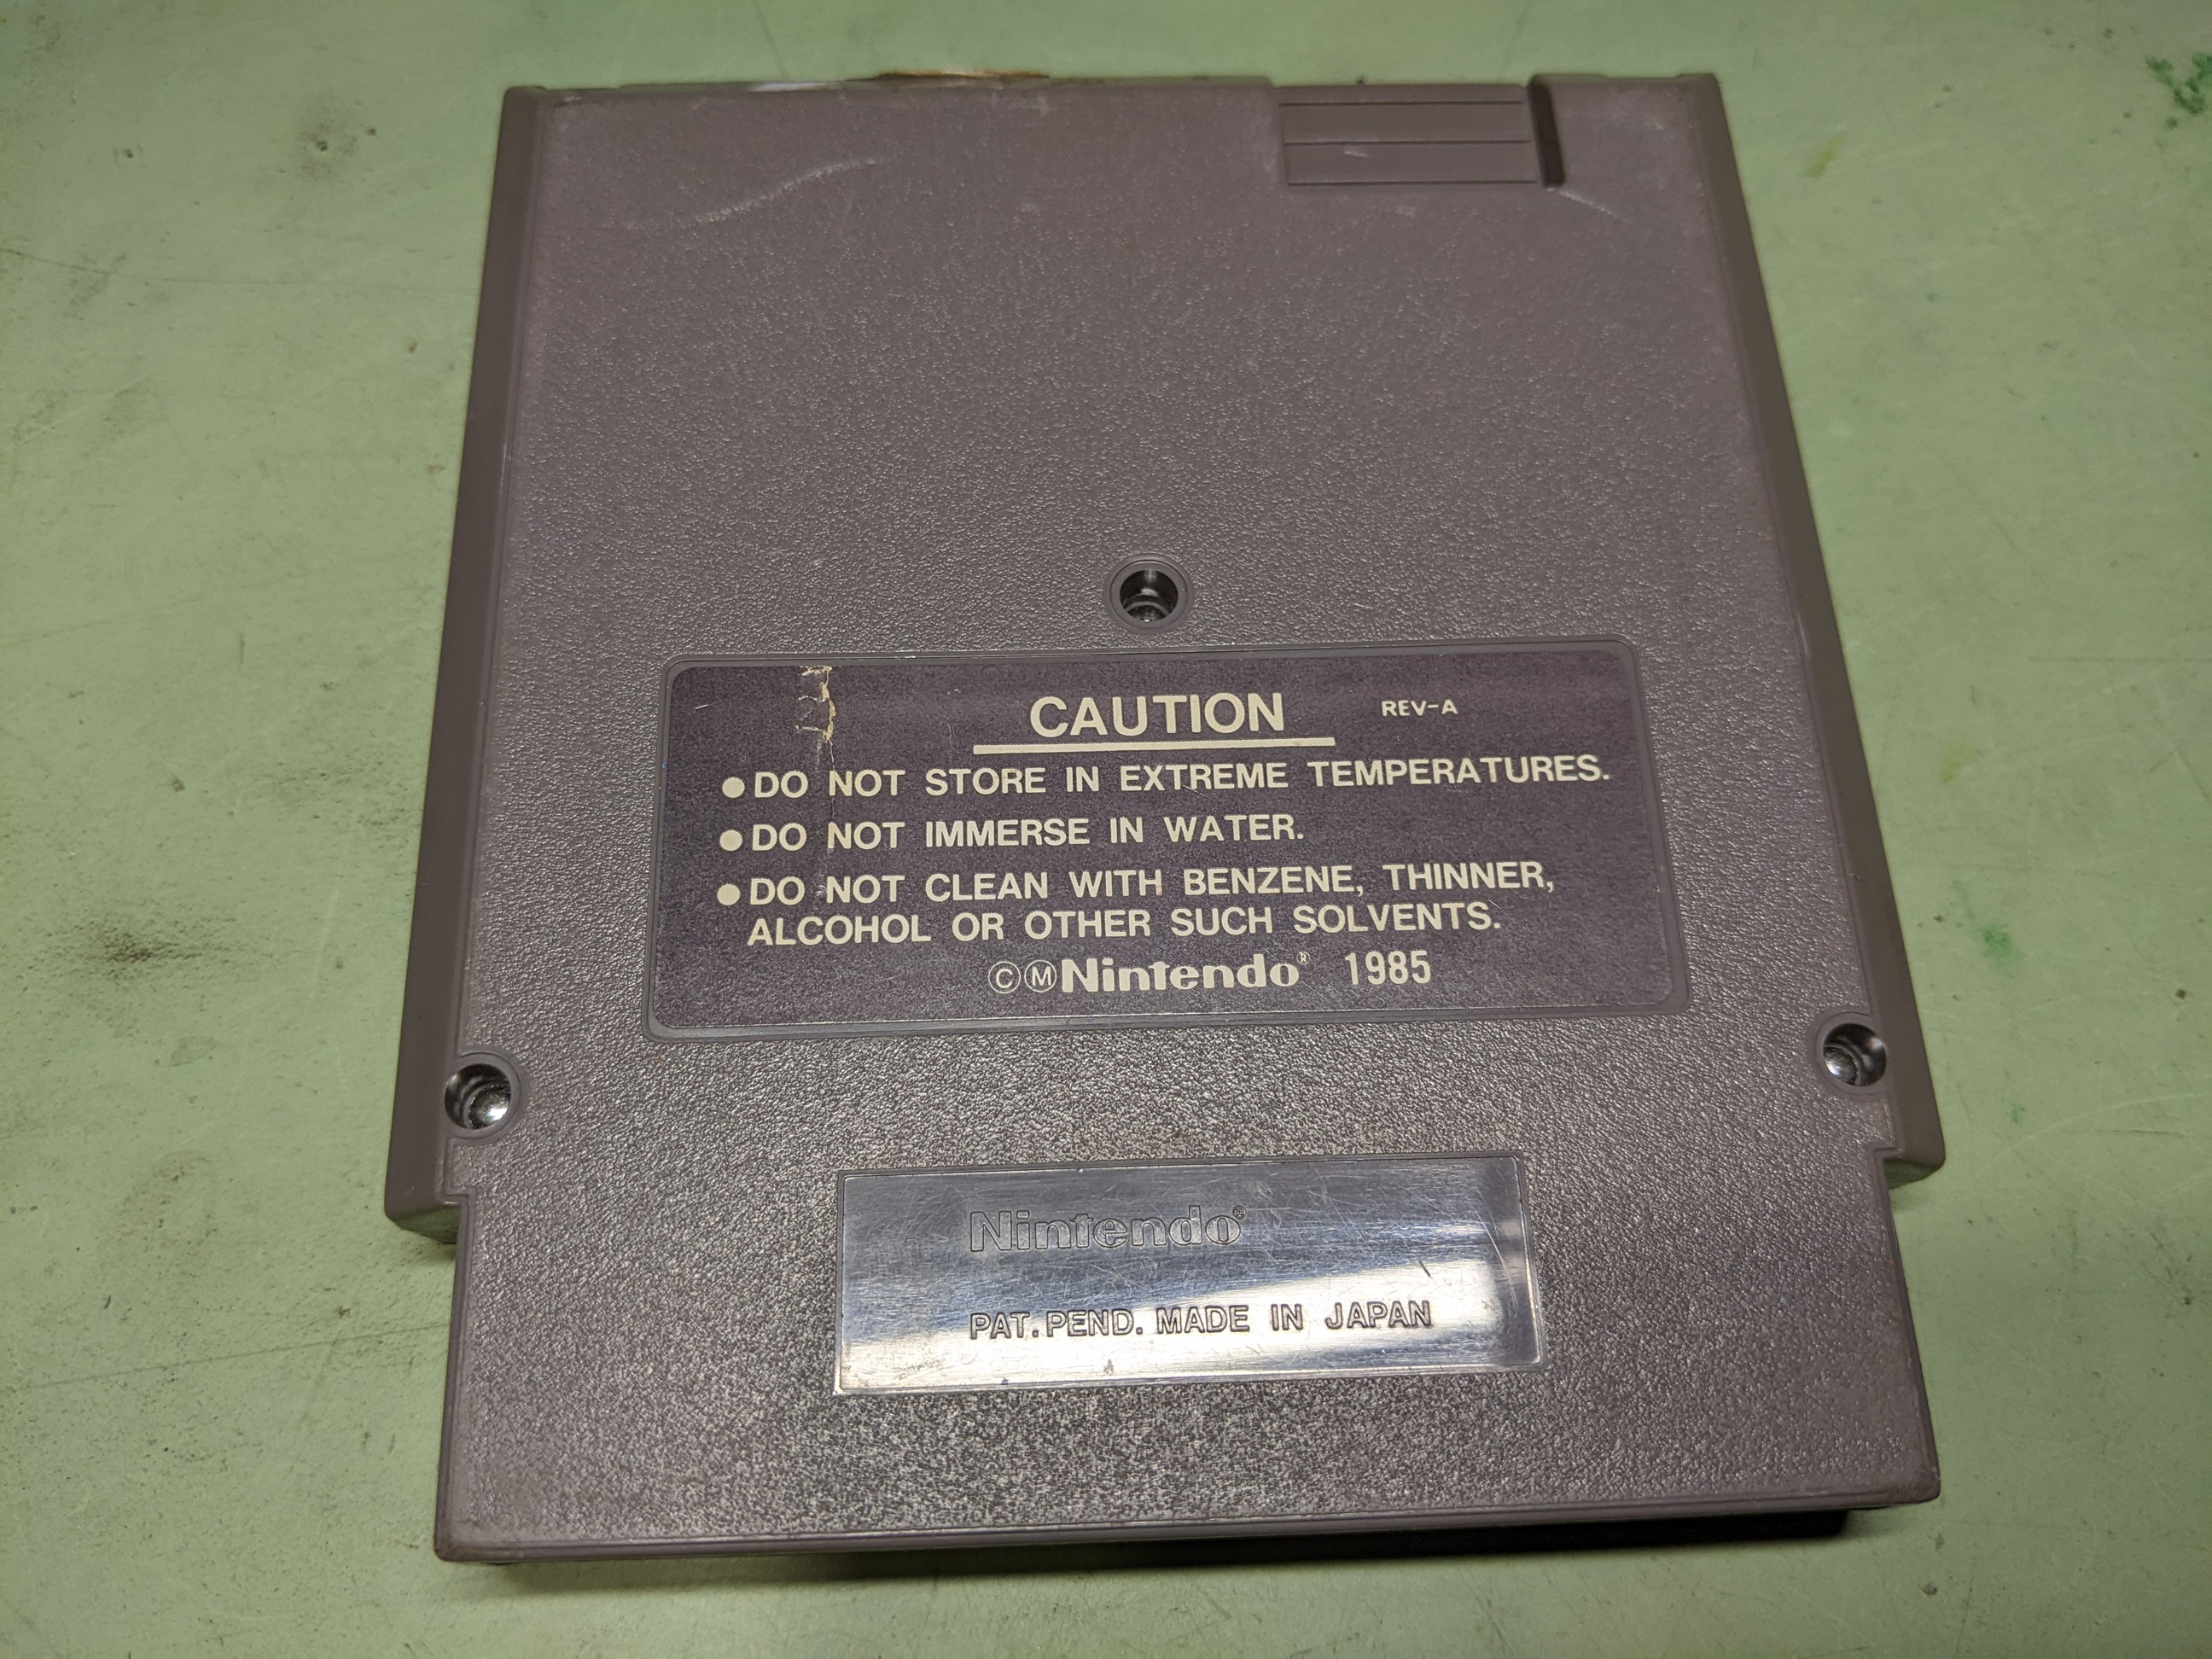 CAUTION REV-A
●DO NOT STORE IN EXTREME TEMPERATURES.
●DO NOT IMMERSE IN WATER.
●DO NOT CLEAN WITH BENZENE, THINNER,
ALCOHOL OR OTHER SUCH SOLVENTS.
ⒸⓂNintendo® 1985
Nintendo®
PAT. PEND. MADE IN JAPAN